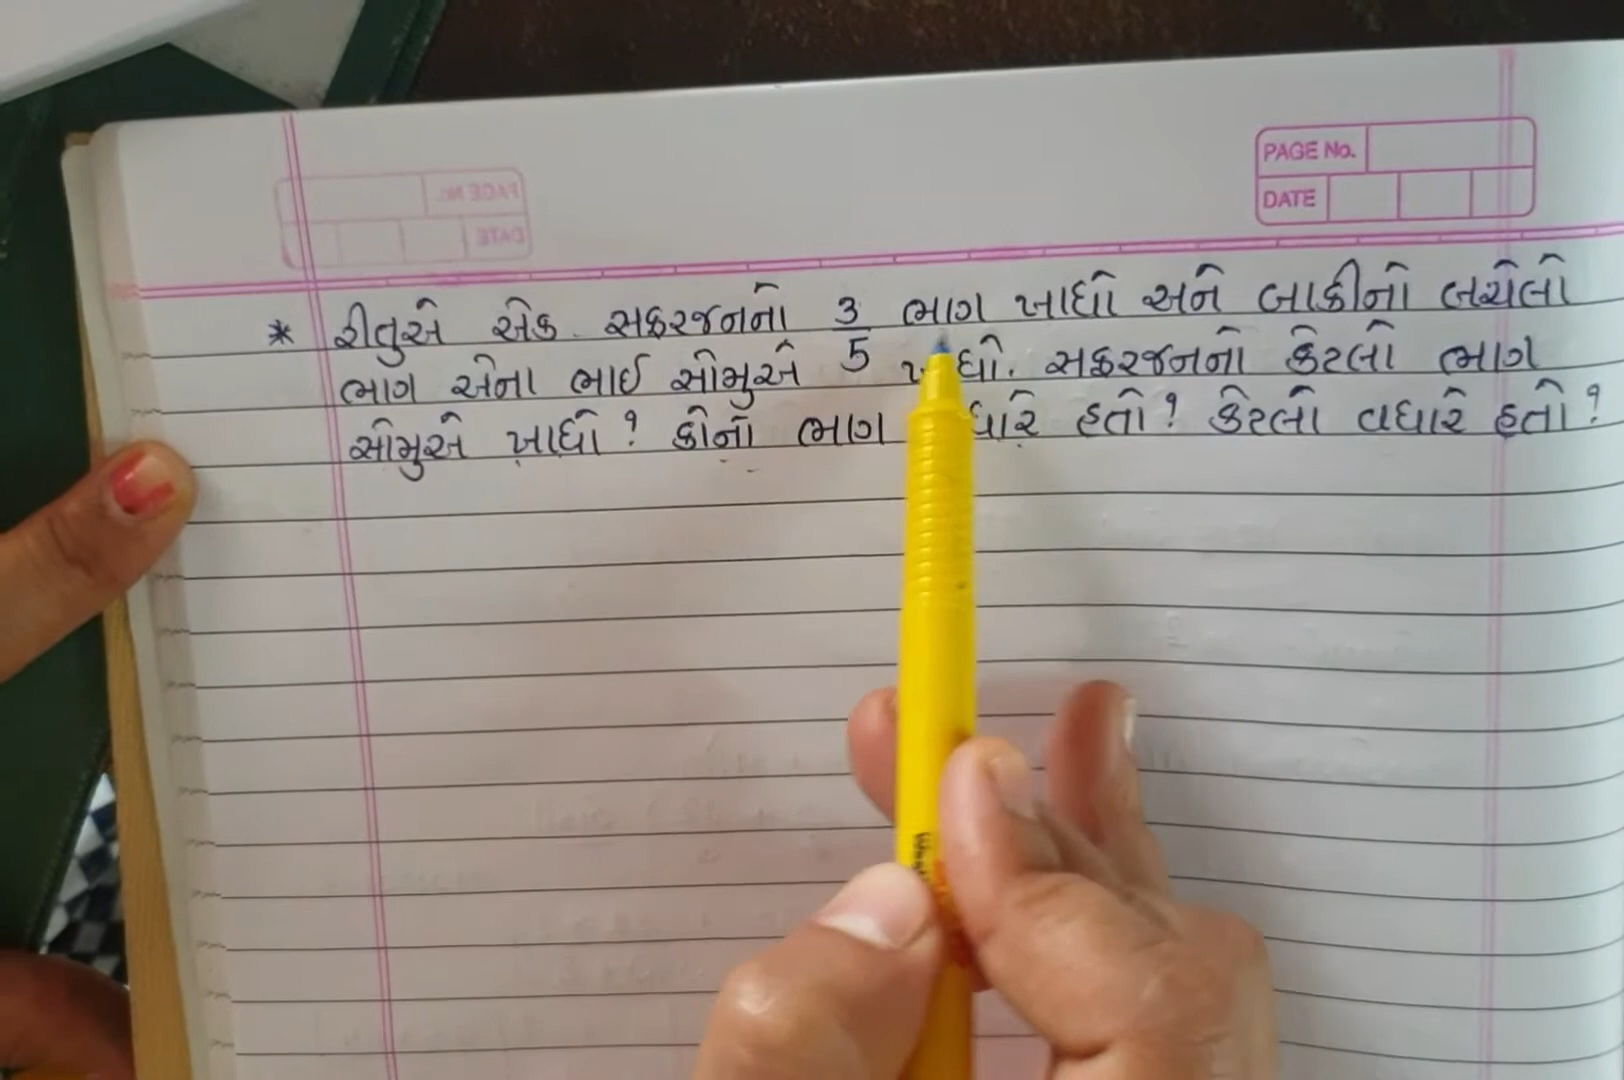 PAGE No.
DATE
* રીતુએ એક સફરજનનો 3/5 ભાગ ખાધો અને બાકીનો બચેલો
ભાગ એના ભાઈ સોમુએ ખાધો. સફરજનનો કેટલો ભાગ
સોમુએ ખાધો? કોનો ભાગ હતો? કેટલો વધારે હતો?